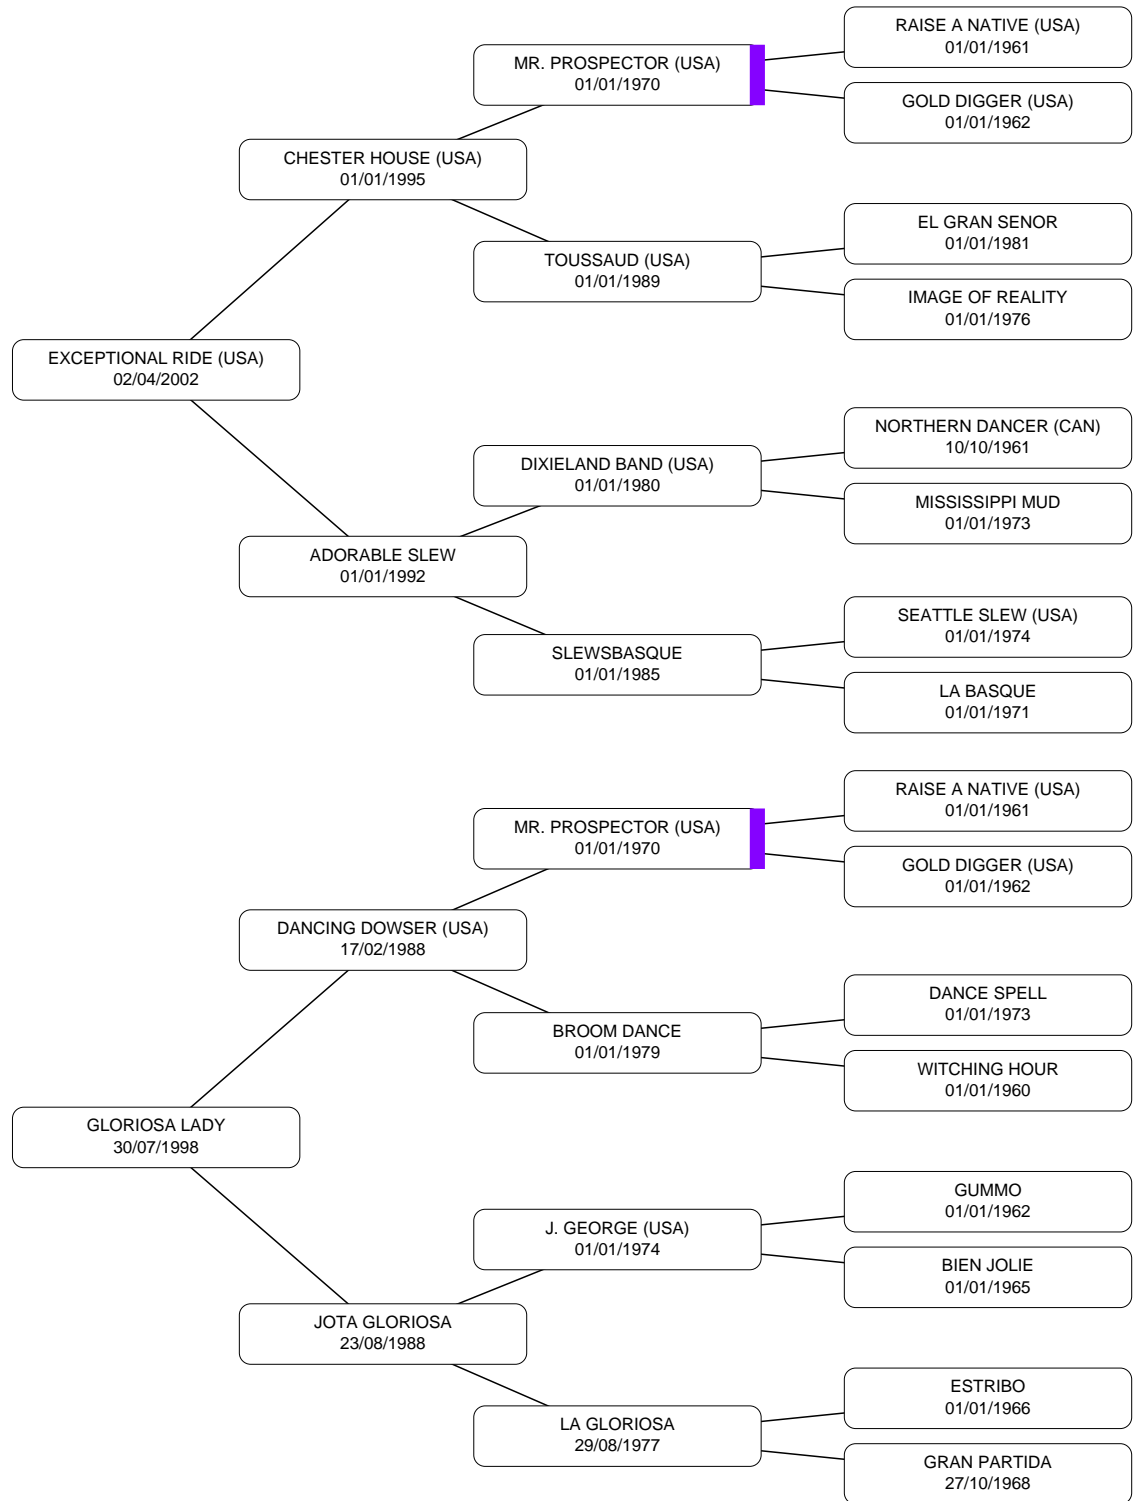 RAISE A NATIVE (USA)
01/01/1961
MR. PROSPECTOR (USA)
01/01/1970
GOLD DIGGER (USA)
01/01/1962
CHESTER HOUSE (USA)
01/01/1995
EL GRAN SENOR
01/01/1981
TOUSSAUD (USA)
01/01/1989
IMAGE OF REALITY
01/01/1976
EXCEPTIONAL RIDE (USA)
02/04/2002
NORTHERN DANCER (CAN)
10/10/1961
DIXIELAND BAND (USA)
01/01/1980
MISSISSIPPI MUD
01/01/1973
ADORABLE SLEW
01/01/1992
SEATTLE SLEW (USA)
01/01/1974
SLEWSBASQUE
01/01/1985
LA BASQUE
01/01/1971
RAISE A NATIVE (USA)
01/01/1961
MR. PROSPECTOR (USA)
01/01/1970
GOLD DIGGER (USA)
01/01/1962
DANCING DOWSER (USA)
17/02/1988
DANCE SPELL
01/01/1973
BROOM DANCE
01/01/1979
WITCHING HOUR
01/01/1960
GLORIOSA LADY
30/07/1998
GUMMO
01/01/1962
J. GEORGE (USA)
01/01/1974
BIEN JOLIE
01/01/1965
JOTA GLORIOSA
23/08/1988
ESTRIBO
01/01/1966
LA GLORIOSA
29/08/1977
GRAN PARTIDA
27/10/1968